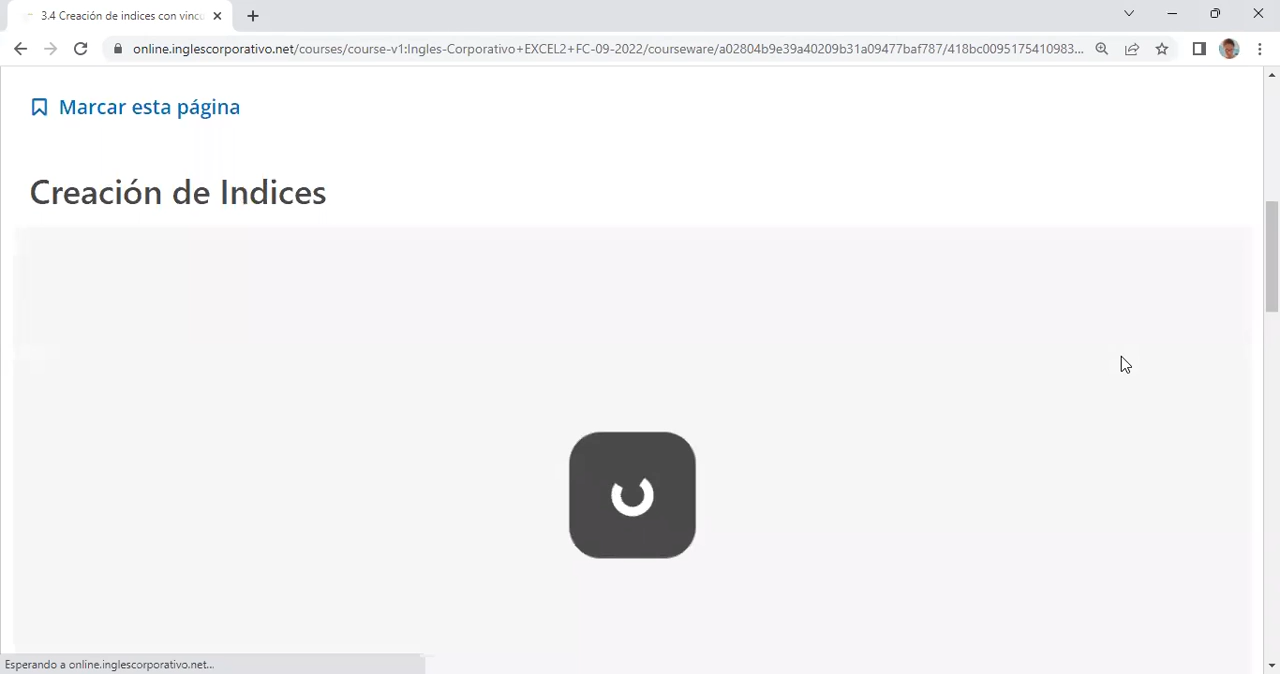 3.4 Creación de indices con vincu
online.inglescorporativo.net/courses/course-v1:Ingles-Corporativo+EXCEL2+FC-09-2022/courseware/a02804b9e39a40209b31a09477baf787/418bc0095175410983...
Marcar esta página
Creación de Indices
Esperando a online.inglescorporativo.net...